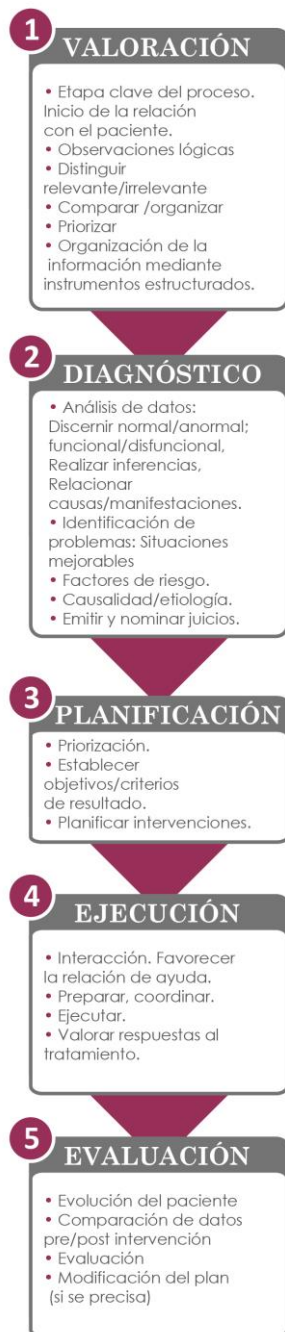 1
VALORACIÓN
• Etapa clave del proceso.
Inicio de la relación
con el paciente.
• Observaciones lógicas
• Distinguir
relevante/irrelevante
• Comparar /organizar
• Priorizar
• Organización de la
información mediante
instrumentos estructurados.
2
DIAGNÓSTICO
• Análisis de datos:
Discernir normal/anormal;
funcional/disfuncional,
Realizar inferencias,
Relacionar
causas/manifestaciones.
• Identificación de
problemas: Situaciones
mejorables
• Factores de riesgo.
• Causalidad/etiología.
• Emitir y nominar juicios.
3
PLANIFICACIÓN
• Priorización.
• Establecer
objetivos/criterios
de resultado.
• Planificar intervenciones.
4
EJECUCIÓN
• Interacción. Favorecer
la relación de ayuda.
• Preparar, coordinar.
• Ejecutar.
• Valorar respuestas al
tratamiento.
5
EVALUACIÓN
• Evolución del paciente
• Comparación de datos
pre/post intervención
• Evaluación
• Modificación del plan
(si se precisa)